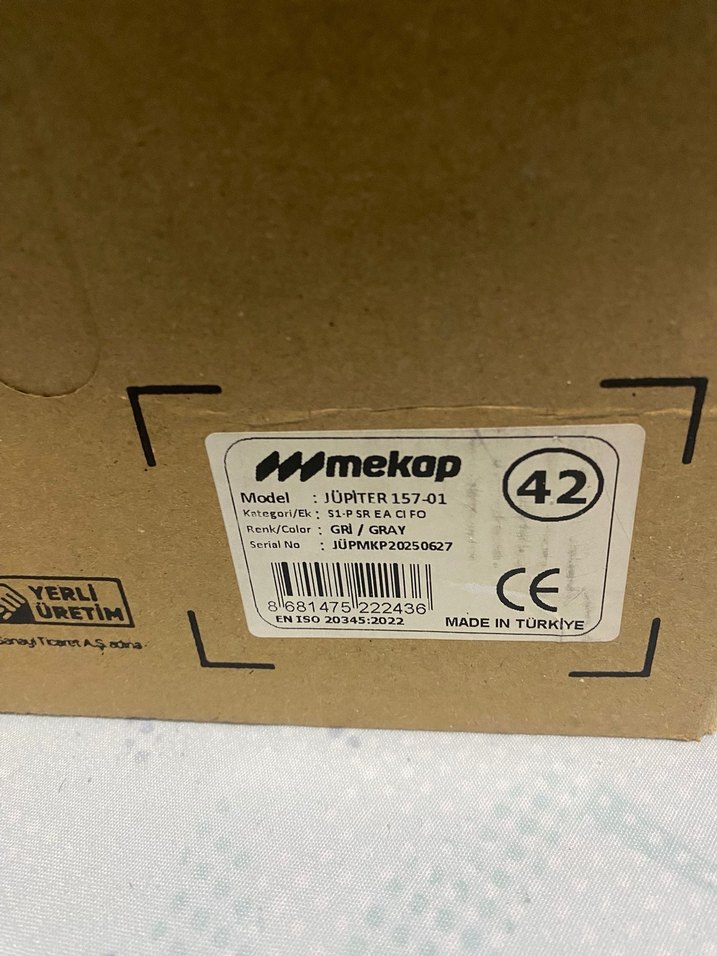 mekap
42
Model : JÜPİTER 157-01
Kategori/Ek : S1-P SR E A CI FO
Renk/Color : GRİ / GRAY
Serial No : JÜPMKP20250627
8 681475 222436
EN ISO 20345:2022
CE
MADE IN TÜRKİYE
YERLİ
ÜRETİM
Sanayi Ticaret A.Ş. adına